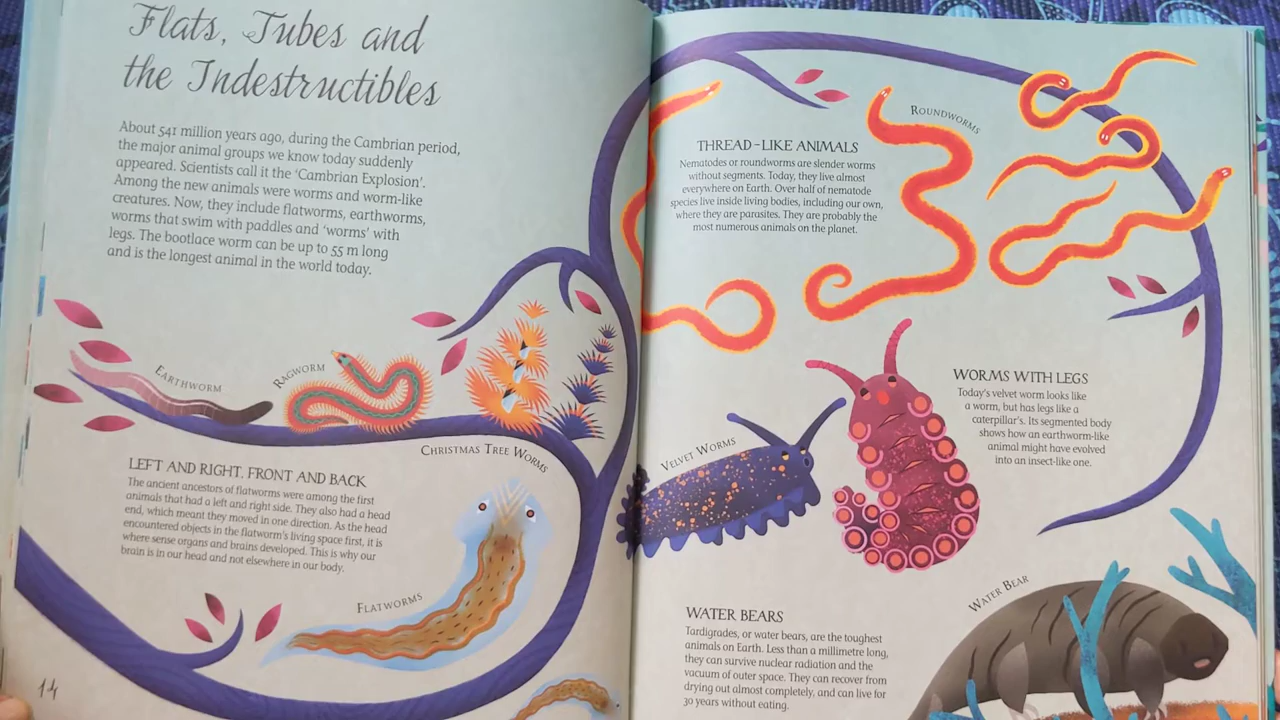 Flats, Tubes and
the Indestructibles
About 541 million years ago, during the Cambrian period,
the major animal groups we know today suddenly
appeared. Scientists call it the ‘Cambrian Explosion’.
Among the new animals were worms and worm-like
creatures. Now, they include flatworms, earthworms,
worms that swim with paddles and ‘worms’ with
legs. The bootlace worm can be up to 55 m long
and is the longest animal in the world today.
EARTHWORM
RAGWORM
CHRISTMAS TREE WORMS
LEFT AND RIGHT, FRONT AND BACK
The ancient ancestors of flatworms were among the first
animals that had a left and right side. They also had a head
end, which meant they moved in one direction. As the head
encountered objects in the flatworm's living space first, it is
where sense organs and brains developed. This is why our
brain is in our head and not elsewhere in our body.
FLATWORMS
14
ROUNDWORMS
THREAD-LIKE ANIMALS
Nematodes or roundworms are slender worms
without segments. Today, they live almost
everywhere on Earth. Over half of nematode
species live inside living bodies, including our own,
where they are parasites. They are probably the
most numerous animals on the planet.
WORMS WITH LEGS
Today's velvet worm looks like
a worm, but has legs like a
caterpillar's. Its segmented body
shows how an earthworm-like
animal might have evolved
into an insect-like one.
VELVET WORMS
WATER BEAR
WATER BEARS
Tardigrades, or water bears, are the toughest
animals on Earth. Less than a millimetre long,
they can survive nuclear radiation and the
vacuum of outer space. They can recover from
drying out almost completely, and can live for
30 years without eating.